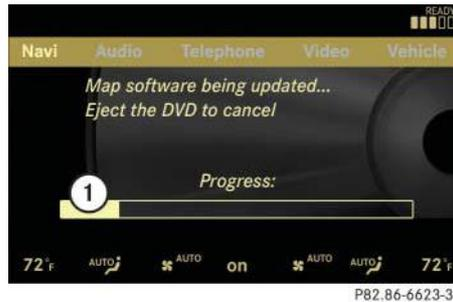 READY
Navi Audio Telephone Video Vehicle
Map software being updated...
Eject the DVD to cancel
Progress:
1
72°F AUTO AUTO on AUTO AUTO 72°F
P82.86-6623-3